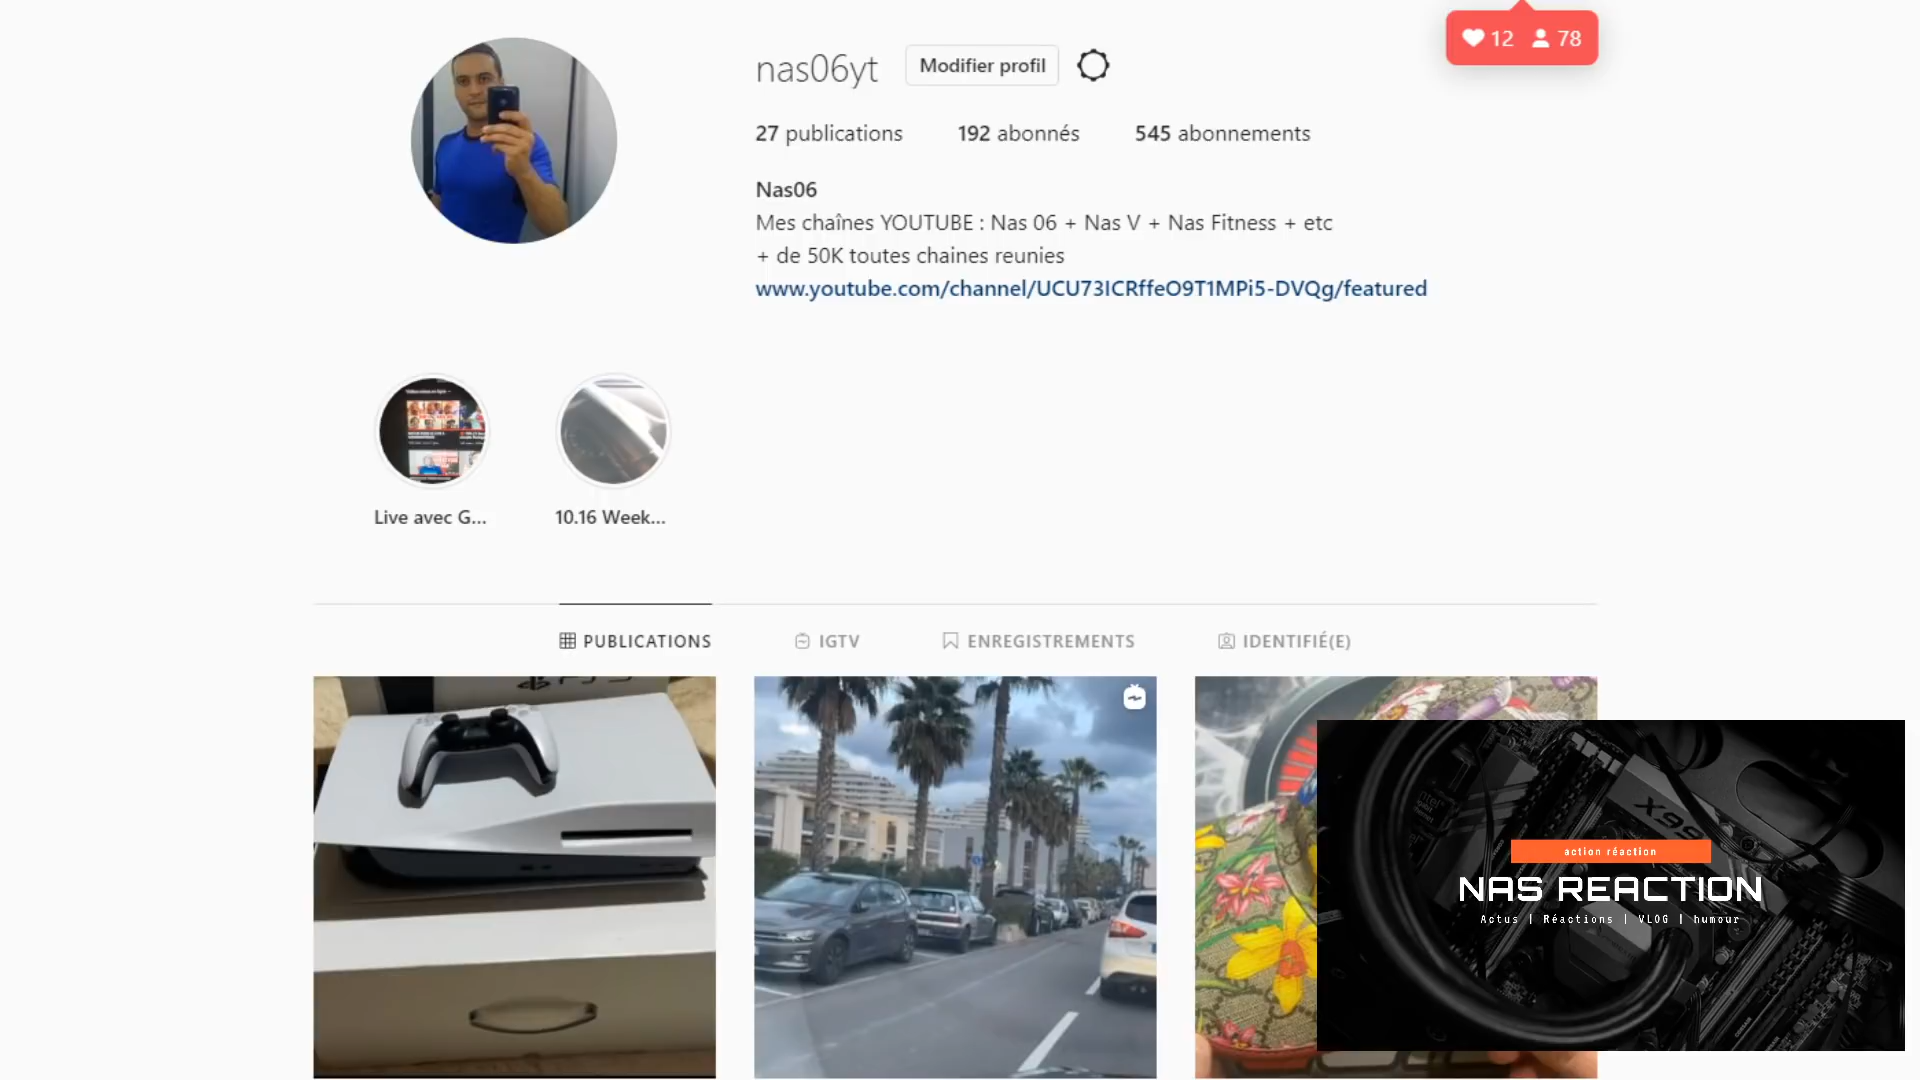 12 78
nas06yt Modifier profil
27 publications 192 abonnés 545 abonnements
Nas06
Mes chaînes YOUTUBE : Nas 06 + Nas V + Nas Fitness + etc
+ de 50K toutes chaines reunies
www.youtube.com/channel/UCU73ICRffeO9T1MPi5-DVQg/featured
Live avec G... 10.16 Week...
PUBLICATIONS IGTV ENREGISTREMENTS IDENTIFIÉ(E)
X99
action réaction
NAS REACTION
Actus | Réactions | VLOG | humour